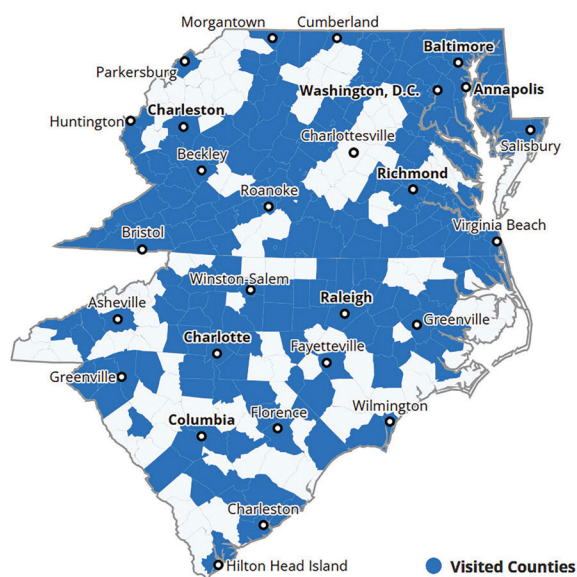 Morgantown
Cumberland
Baltimore
Parkersburg
Washington, D.C.
Annapolis
Charleston
Huntington
Charlottesville
Salisbury
Beckley
Richmond
Roanoke
Virginia Beach
Bristol
Winston-Salem
Asheville
Raleigh
Greenville
Charlotte
Fayetteville
Greenville
Wilmington
Florence
Columbia
Charleston
Hilton Head Island
Visited Counties